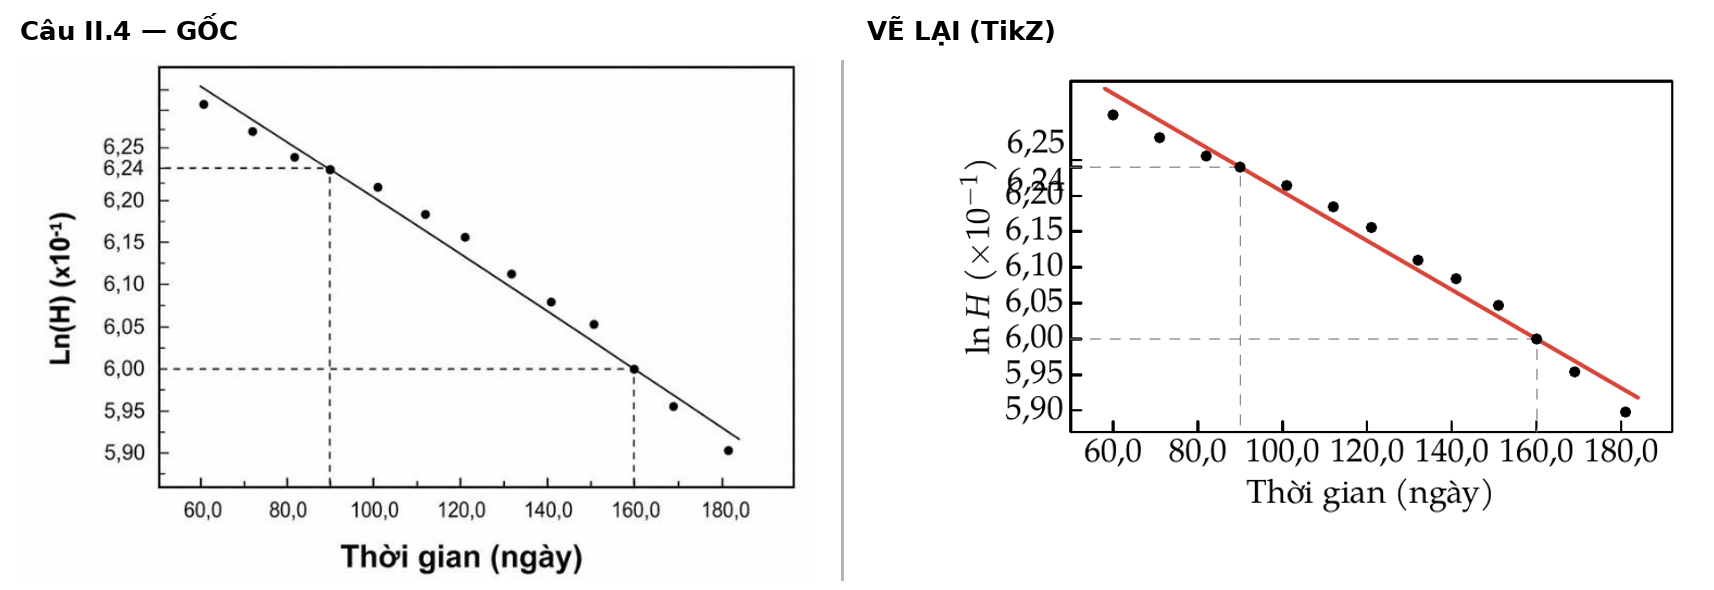 Câu II.4 — GỐC
6,25
6,24
6,20
6,15
6,10
6,05
6,00
5,95
5,90
Ln(H) (x10⁻¹)
60,0 80,0 100,0 120,0 140,0 160,0 180,0
Thời gian (ngày)
VẼ LẠI (TikZ)
6,25
6,24
6,20
6,15
6,10
6,05
6,00
5,95
5,90
ln H (×10⁻¹)
60,0 80,0 100,0 120,0 140,0 160,0 180,0
Thời gian (ngày)